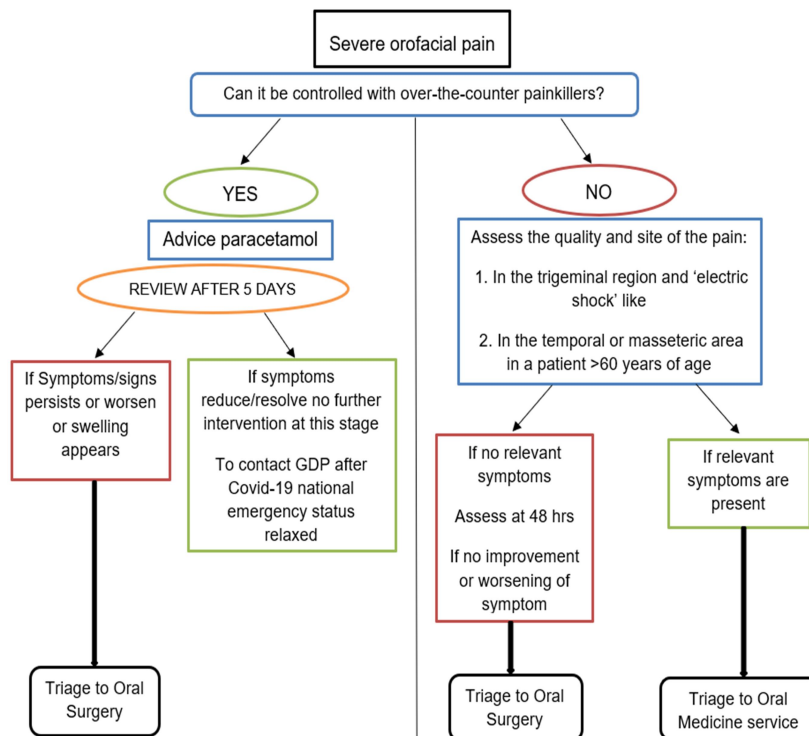 Severe orofacial pain
Can it be controlled with over-the-counter painkillers?
YES
Advice paracetamol
REVIEW AFTER 5 DAYS
If Symptoms/signs
persists or worsen
or swelling
appears
Triage to Oral
Surgery
If symptoms
reduce/resolve no further
intervention at this stage
To contact GDP after
Covid-19 national
emergency status
relaxed
NO
Assess the quality and site of the pain:
1. In the trigeminal region and ‘electric
shock’ like
2. In the temporal or masseteric area
in a patient >60 years of age
If no relevant
symptoms
Assess at 48 hrs
If no improvement
or worsening of
symptom
Triage to Oral
Surgery
If relevant
symptoms are
present
Triage to Oral
Medicine service